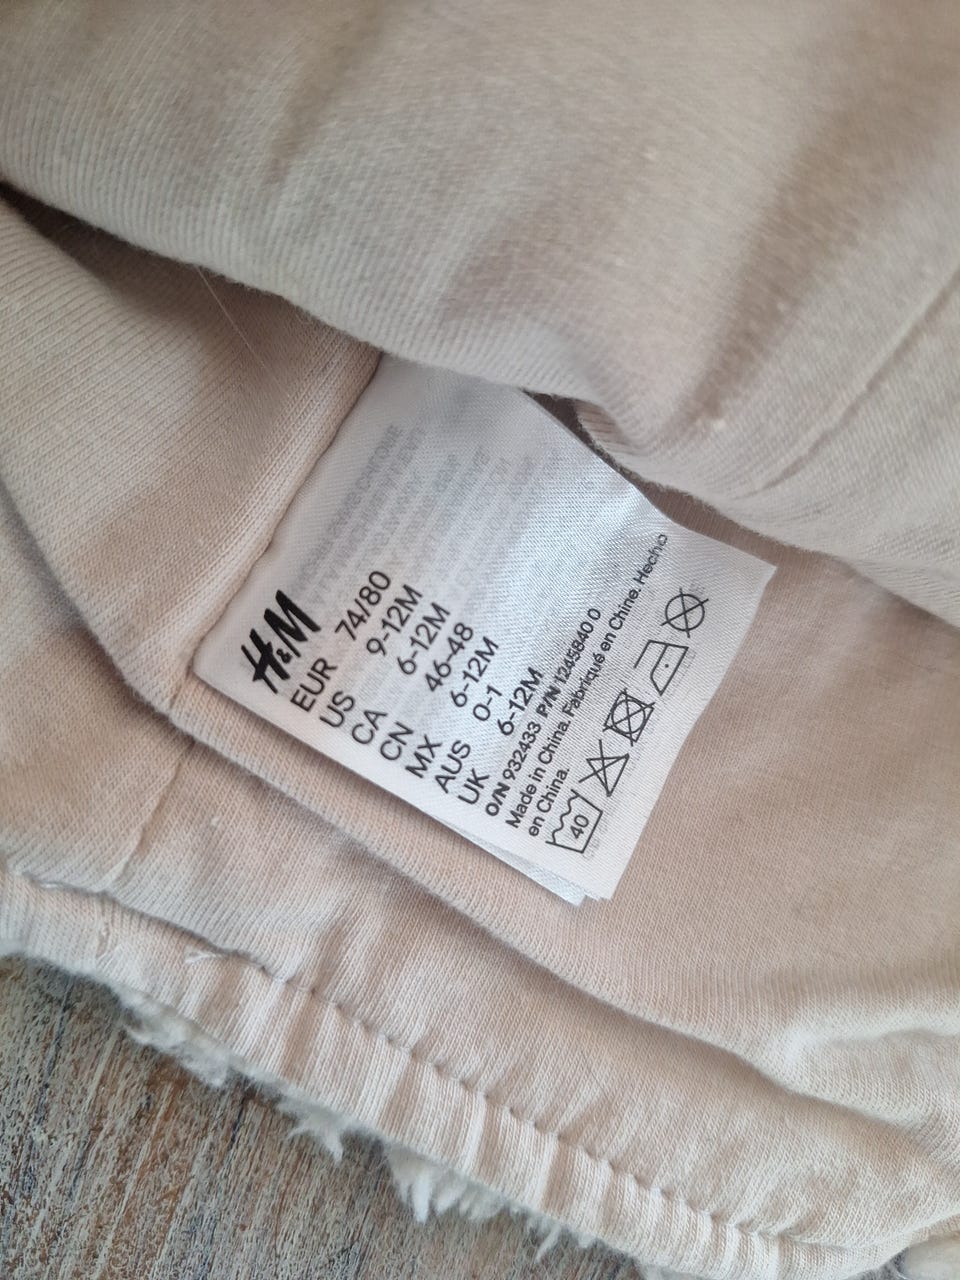 H&M
EUR 74/80
US 9-12M
CA 6-12M
CN 46-48
MX 6-12M
AUS 0-1
UK 6-12M
O/N 932433 P/N 1245840 0
Made in China. Fabriqué en Chine. Hecho
en China.
40